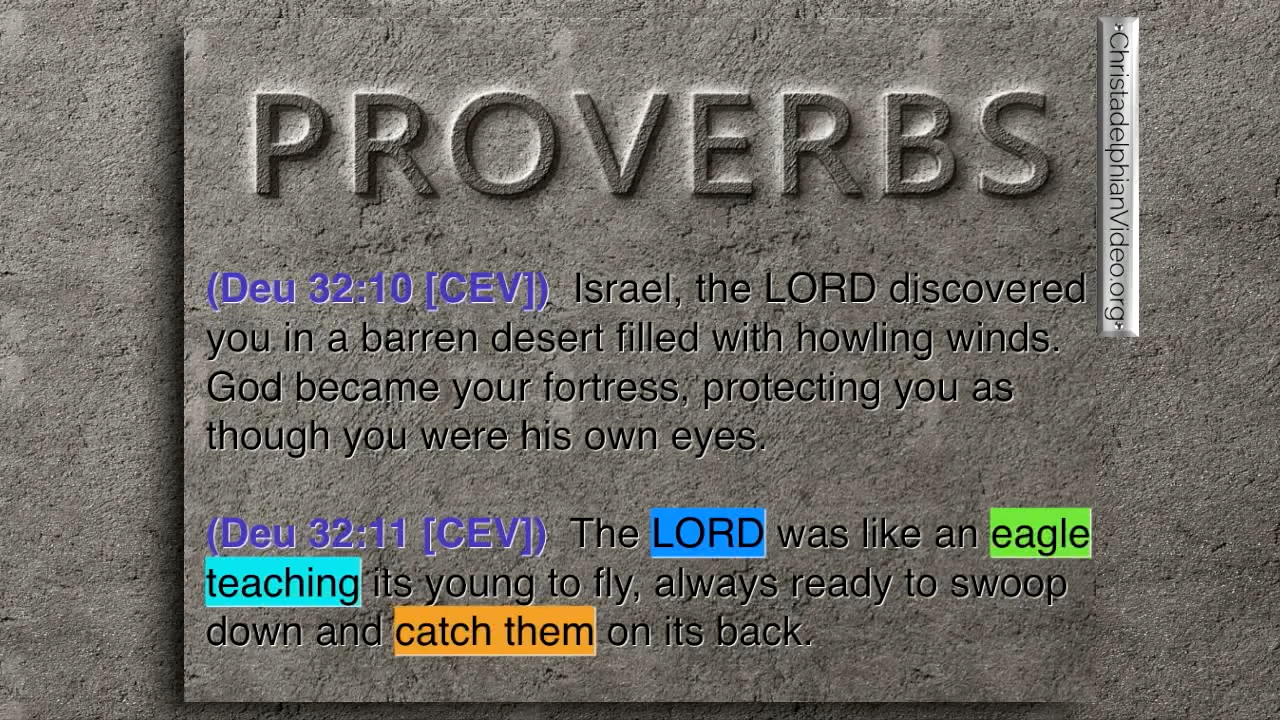 PROVERBS
ChristadelphianVideo.org
(Deu 32:10 [CEV]) Israel, the LORD discovered
you in a barren desert filled with howling winds.
God became your fortress, protecting you as
though you were his own eyes.
(Deu 32:11 [CEV]) The LORD was like an eagle
teaching its young to fly, always ready to swoop
down and catch them on its back.